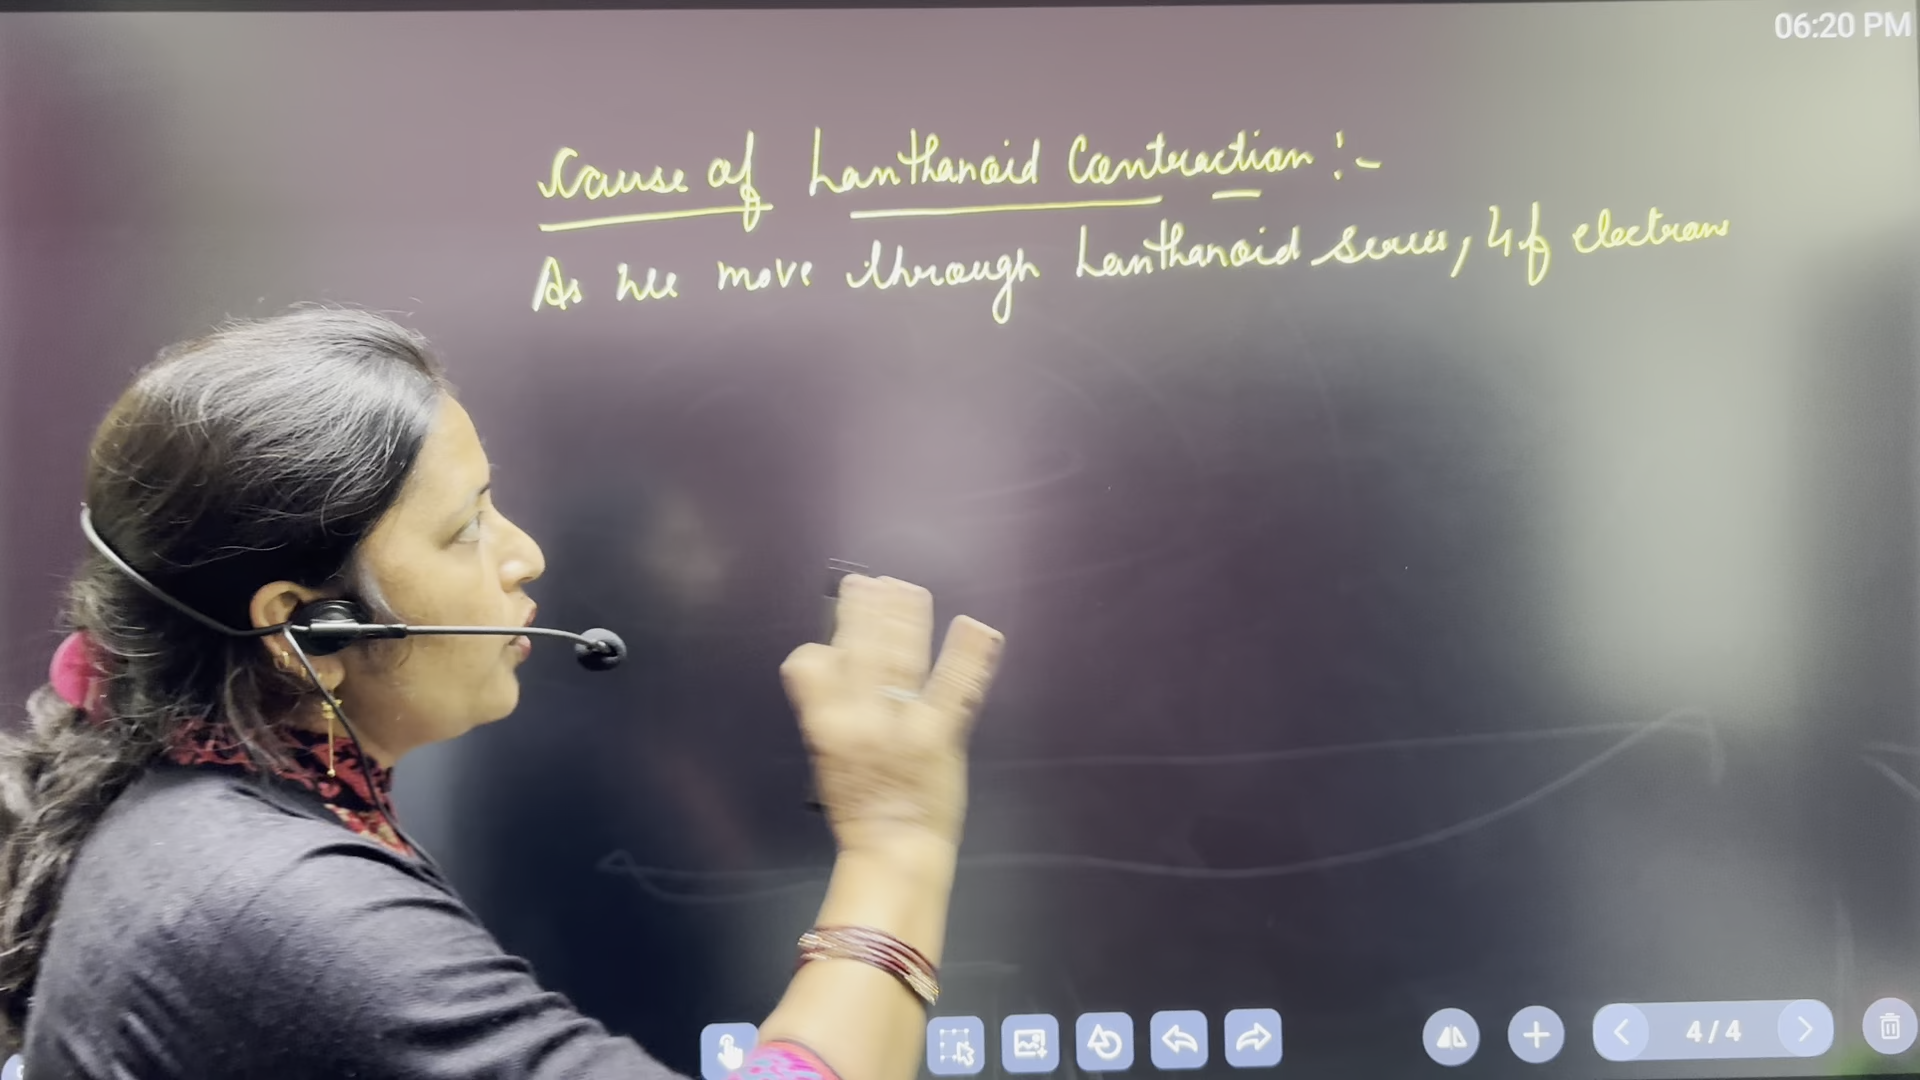 06:20 PM
Cause of Lanthanoid Contraction :-
As we move through Lanthanoid series, 4f electrons
4/4